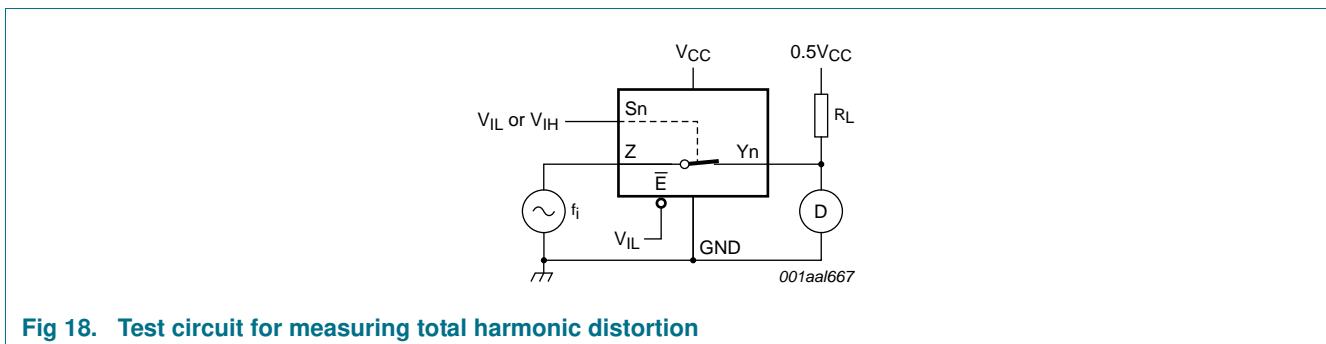 VCC 0.5VCC
Sn
RL
VIL or VIH
Z Yn
E̅
fi D
VIL
GND
001aal667
Fig 18. Test circuit for measuring total harmonic distortion